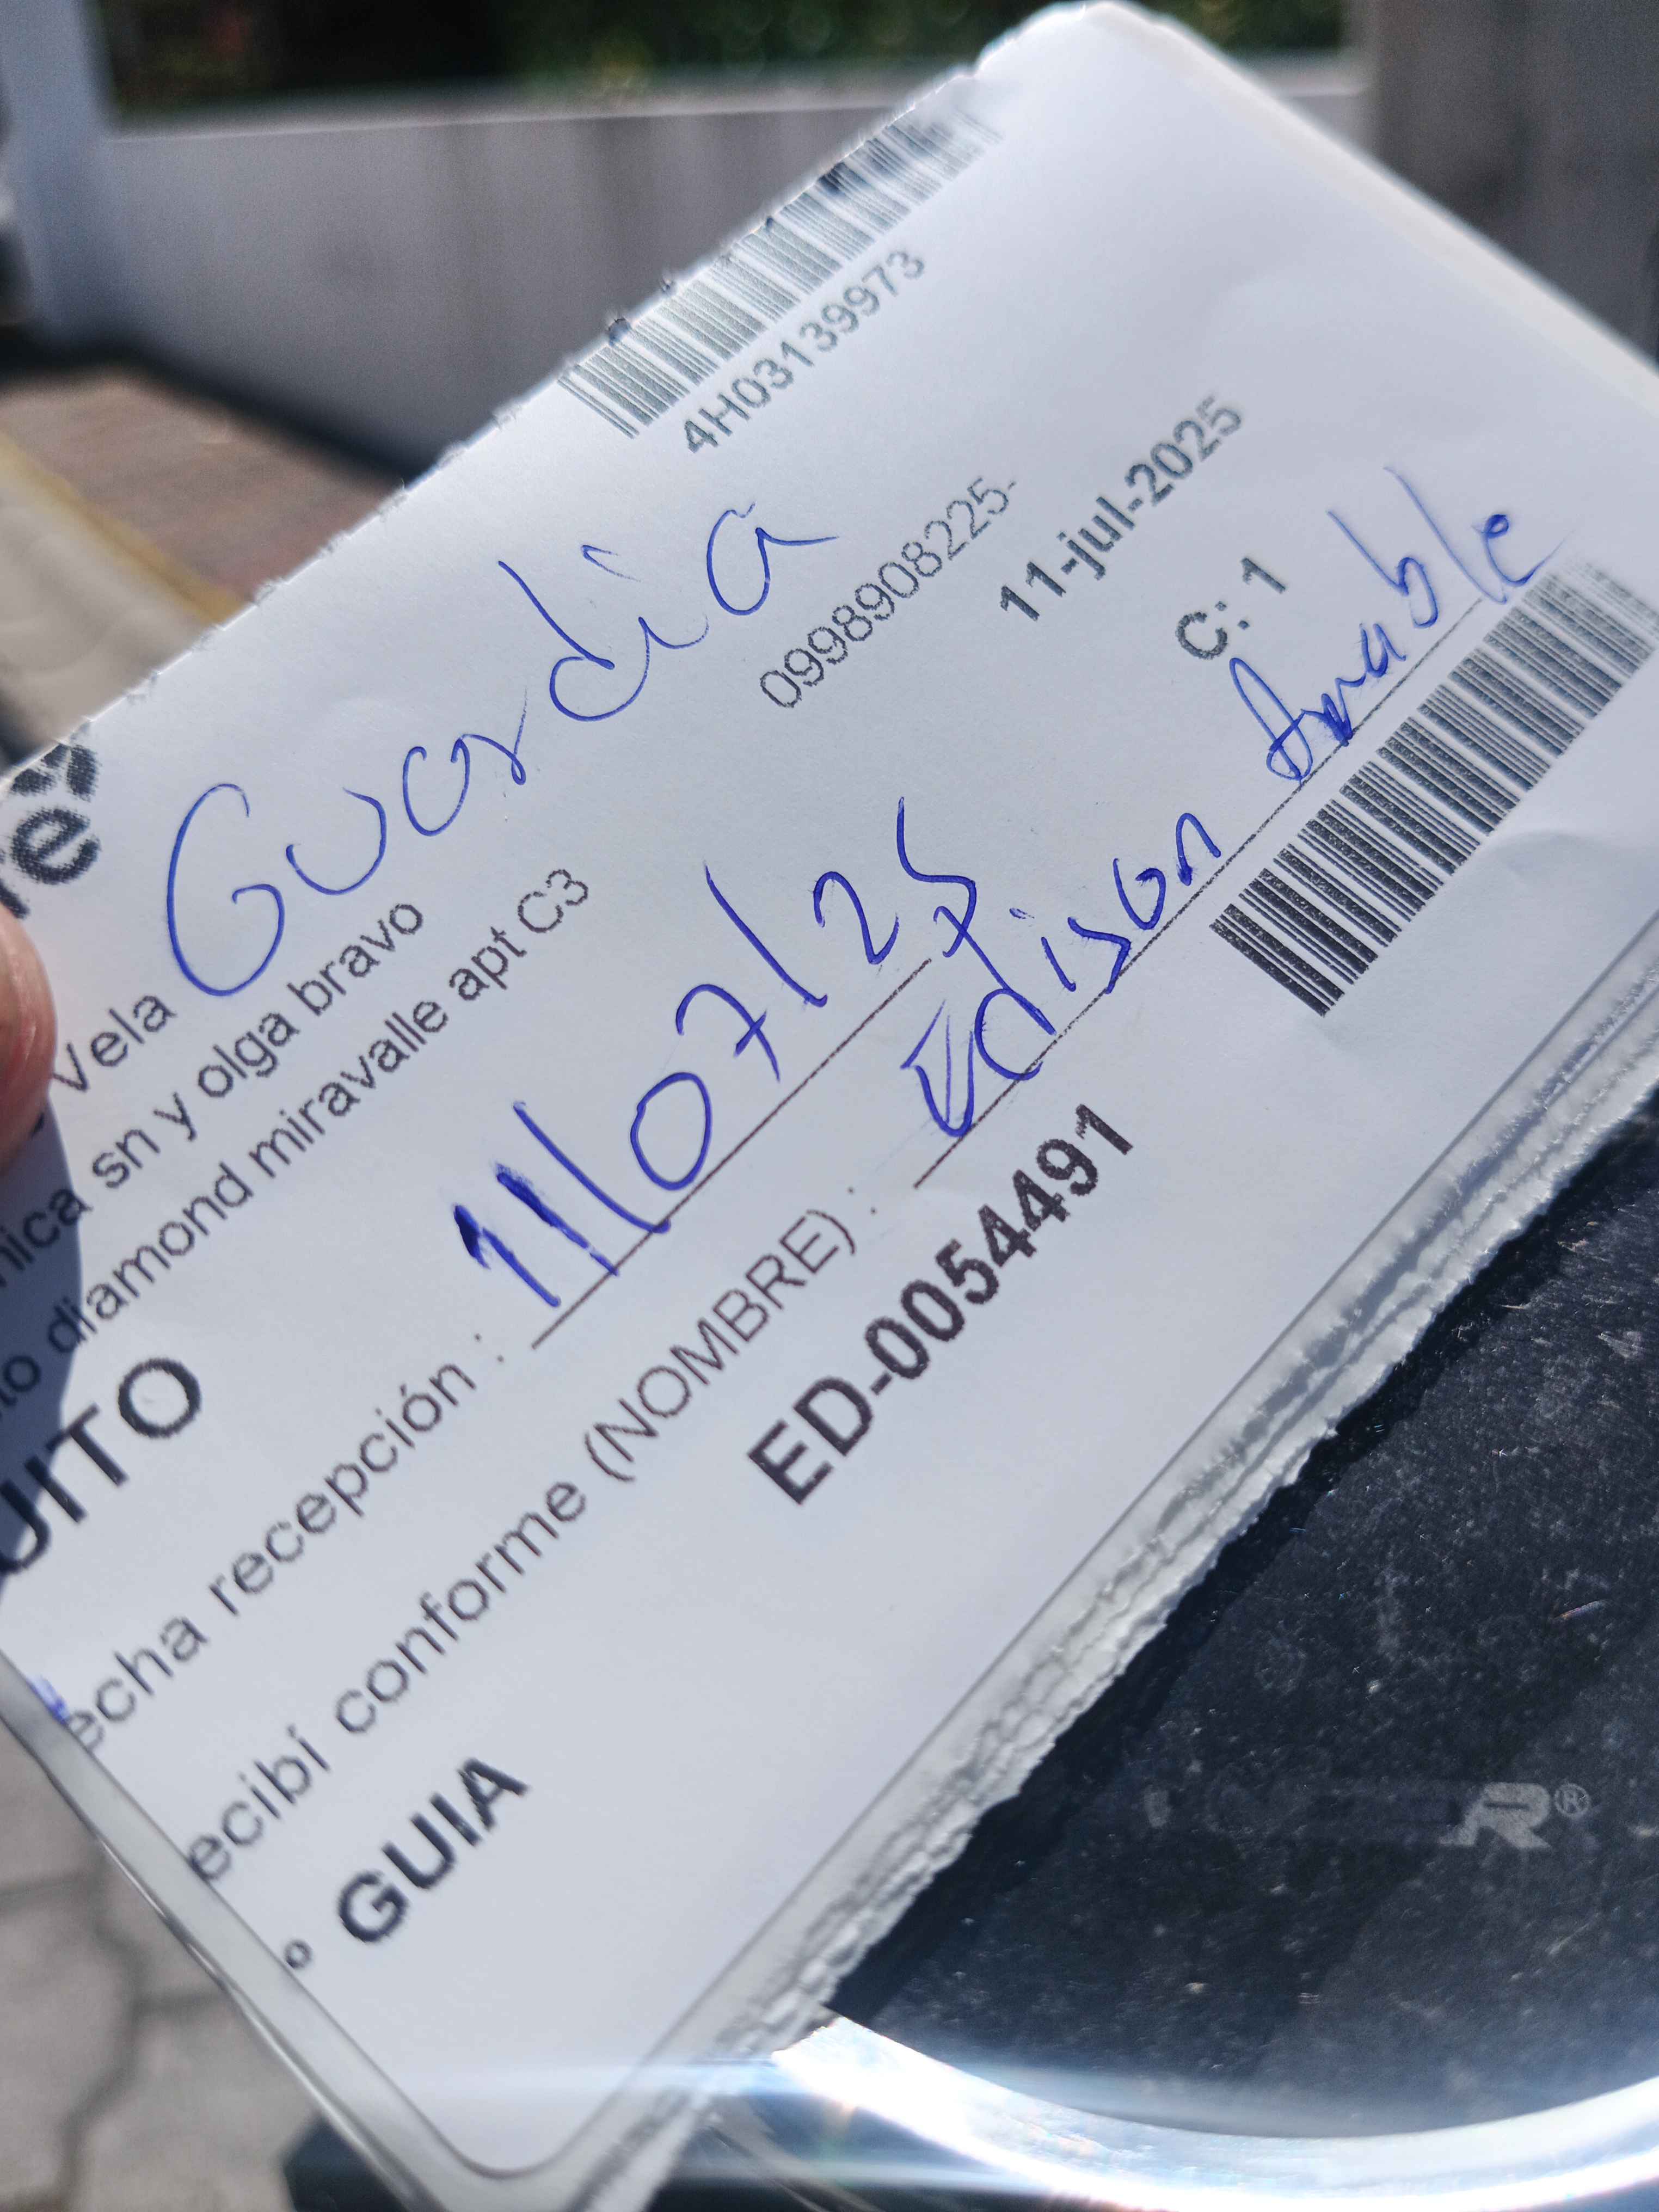 4H03139973
Guardia
Vela
0998908225-
nica sn y olga bravo
11-jul-2025
to diamond miravalle apt C3
C: 1
UITO
echa recepción : 11/07/25
ecibí conforme (NOMBRE) : Edison Amable
° GUIA ED-0054491
R®